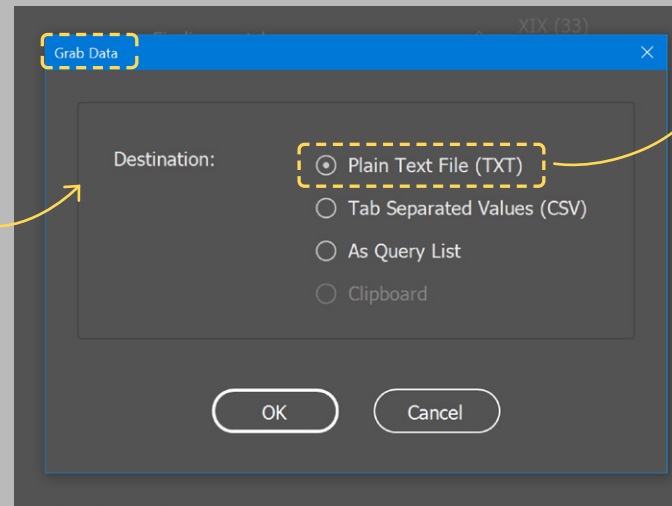 XIX (33)
Grab Data
Destination:
Plain Text File (TXT)
Tab Separated Values (CSV)
As Query List
Clipboard
OK
Cancel